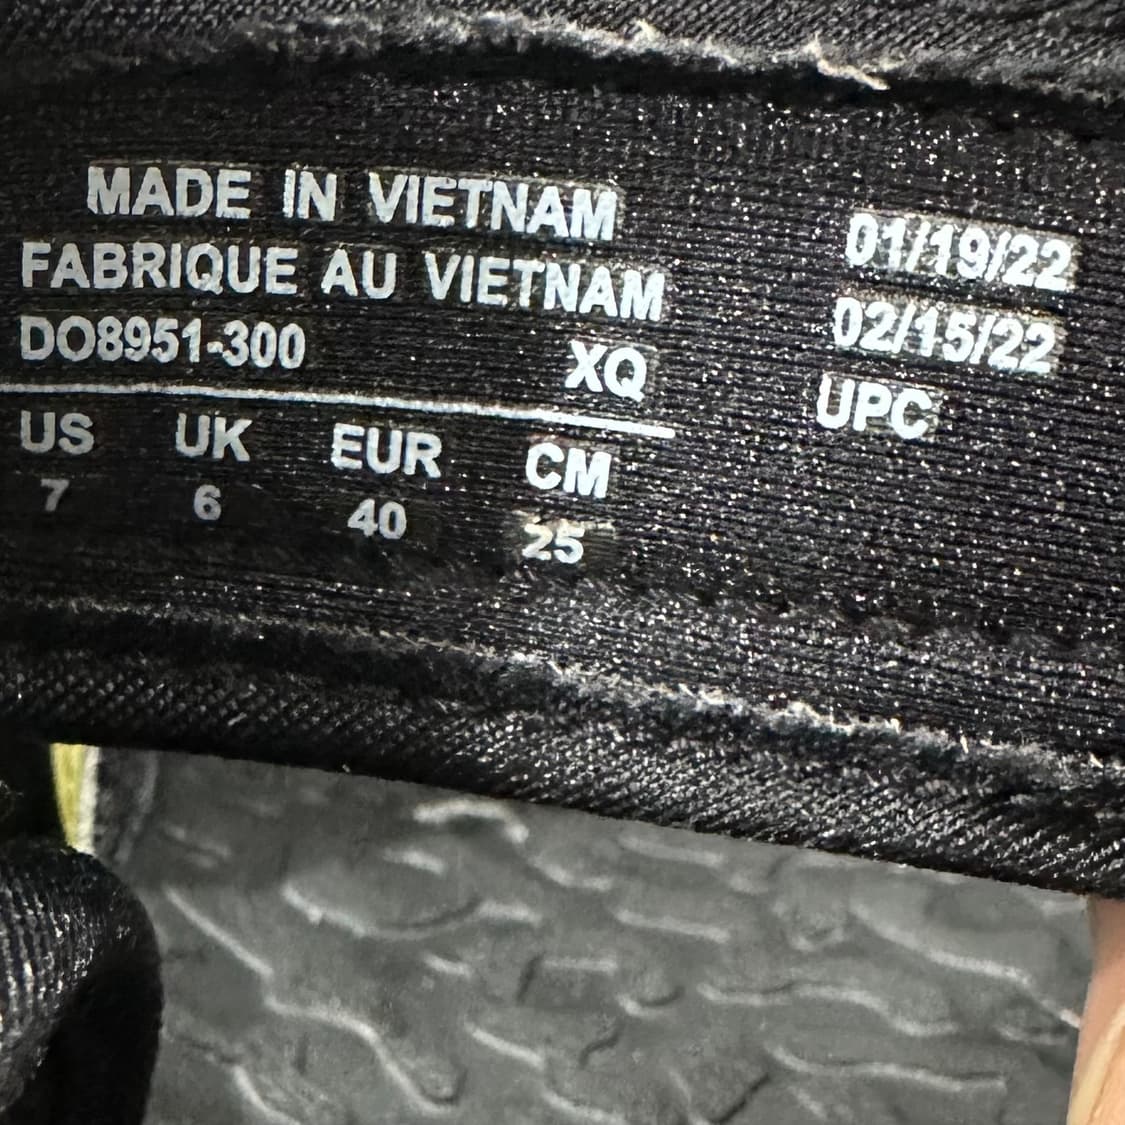 MADE IN VIETNAM
FABRIQUE AU VIETNAM
DO8951-300 XQ
US UK EUR CM
7 6 40 25
01/19/22
02/15/22
UPC